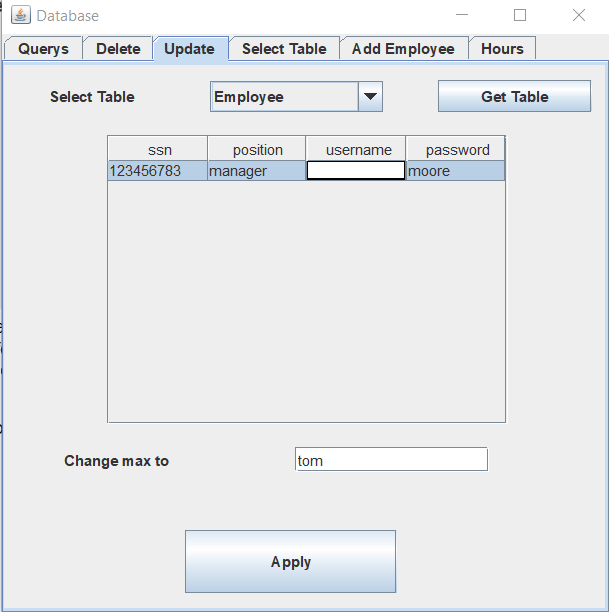 Database
Querys Delete Update Select Table Add Employee Hours
Select Table Employee Get Table
ssn position username password
123456783 manager moore
Change max to tom
Apply